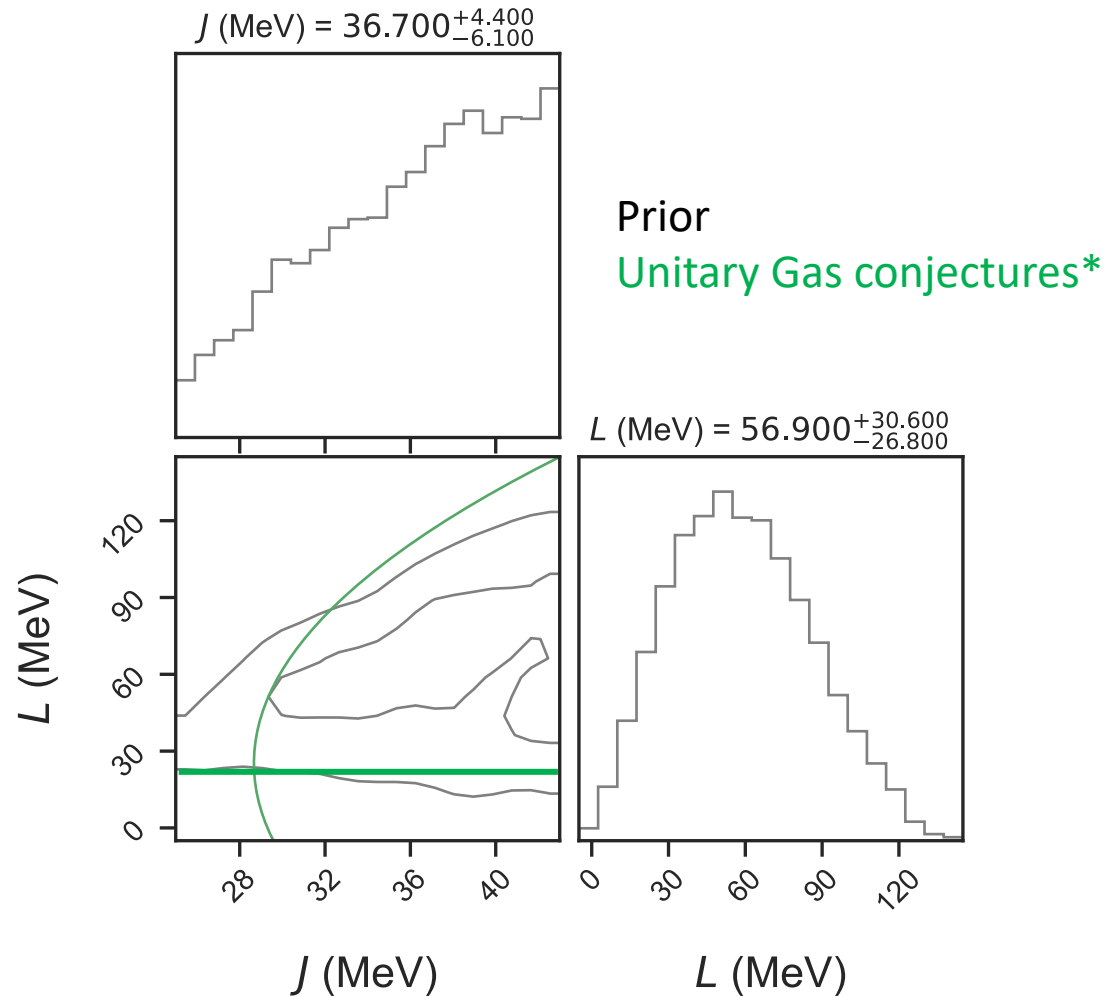 J (MeV) = 36.700 +4.400 −6.100
Prior
Unitary Gas conjectures*
L (MeV) = 56.900 +30.600 −26.800
L (MeV)
120
90
60
30
0
28 32 36 40
0 30 60 90 120
J (MeV)
L (MeV)